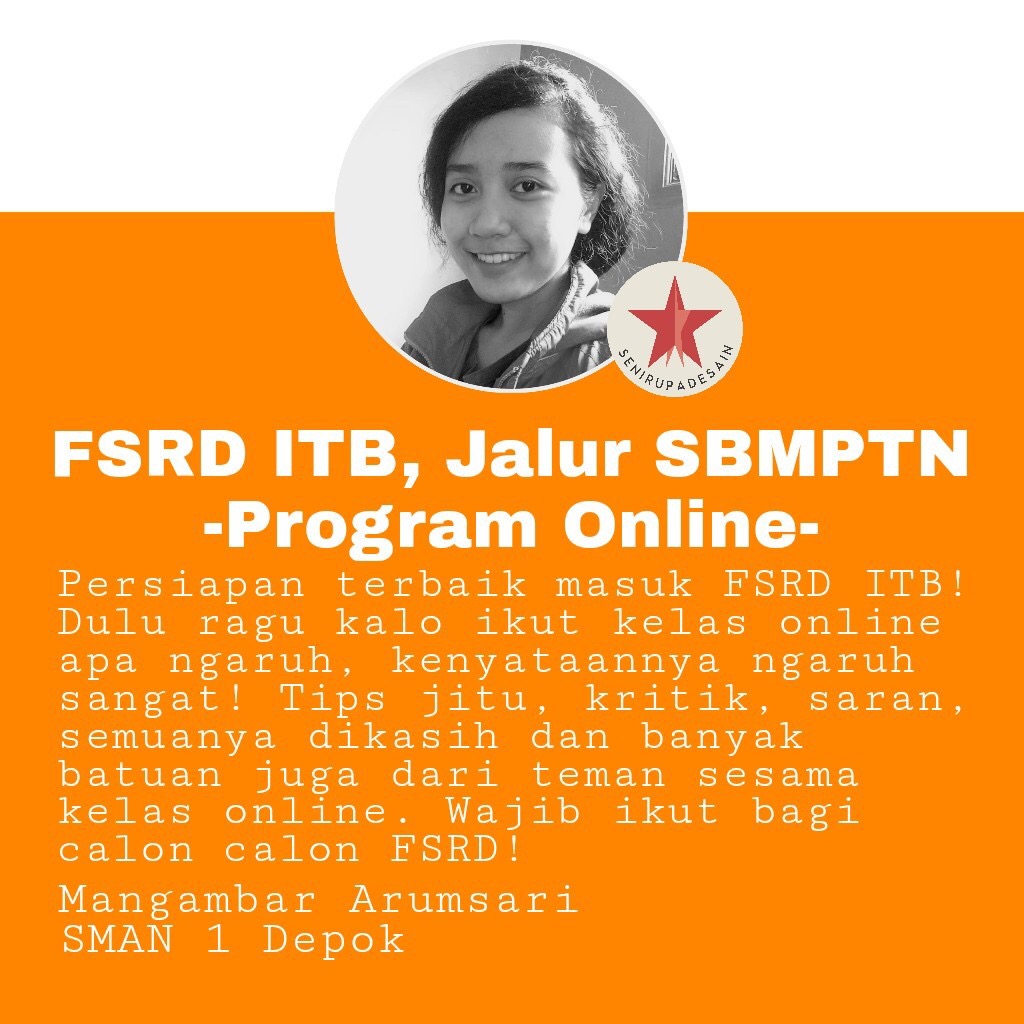 SENIRUPADESAIN
FSRD ITB, Jalur SBMPTN
-Program Online-
Persiapan terbaik masuk FSRD ITB!
Dulu ragu kalo ikut kelas online
apa ngaruh, kenyataannya ngaruh
sangat! Tips jitu, kritik, saran,
semuanya dikasih dan banyak
batuan juga dari teman sesama
kelas online. Wajib ikut bagi
calon calon FSRD!
Mangambar Arumsari
SMAN 1 Depok